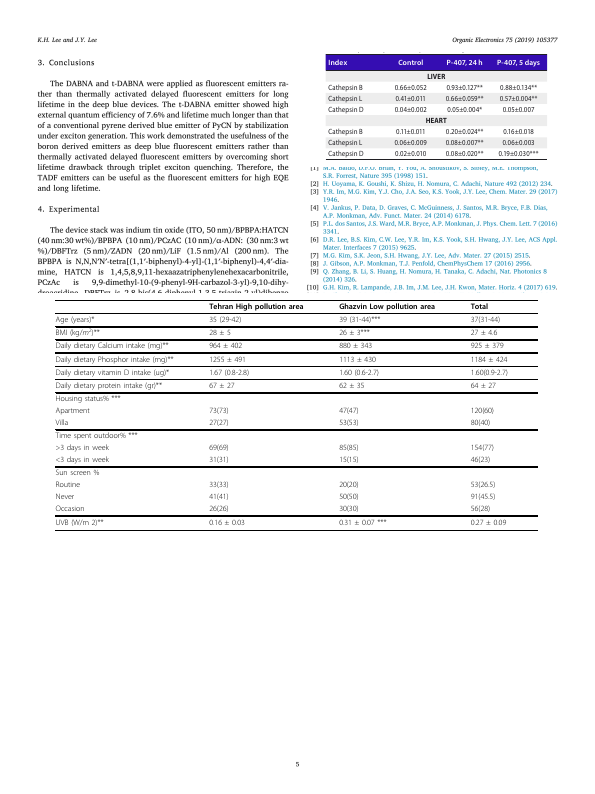 K.H. Lee and J.Y. Lee
Organic Electronics 75 (2019) 105377
3. Conclusions
The DABNA and t-DABNA were applied as fluorescent emitters ra-
ther than thermally activated delayed fluorescent emitters for long
lifetime in the deep blue devices. The t-DABNA emitter showed high
external quantum efficiency of 7.6% and lifetime much longer than that
of a conventional pyrene derived blue emitter of PyCN by stabilization
under exciton generation. This work demonstrated the usefulness of the
boron derived emitters as deep blue fluorescent emitters rather than
thermally activated delayed fluorescent emitters by overcoming short
lifetime drawback through triplet exciton quenching. Therefore, the
TADF emitters can be useful as the fluorescent emitters for high EQE
and long lifetime.
4. Experimental
The device stack was indium tin oxide (ITO, 50 nm)/BPBPA:HATCN
(40 nm:30 wt%)/BPBPA (10 nm)/PCzAC (10 nm)/α-ADN: (30 nm:3 wt
%)/DBFTrz (5 nm)/ZADN (20 nm)/LiF (1.5 nm)/Al (200 nm). The
BPBPA is N,N,N′N′-tetra[(1,1′-biphenyl)-4-yl]-(1,1′-biphenyl)-4,4′-dia-
mine, HATCN is 1,4,5,8,9,11-hexaazatriphenylenehexacarbonitrile,
PCzAc is 9,9-dimethyl-10-(9-phenyl-9H-carbazol-3-yl)-9,10-dihy-
droacridine, DBFTrz is 2,8-bis(4,6-diphenyl-1,3,5-triazin-2-yl)dibenzo
Index Control P-407, 24 h P-407, 5 days
LIVER
Cathepsin B 0.66±0.052 0.93±0.127** 0.88±0.134**
Cathepsin L 0.41±0.011 0.66±0.059** 0.57±0.004**
Cathepsin D 0.04±0.002 0.05±0.004* 0.05±0.007
HEART
Cathepsin B 0.11±0.011 0.20±0.024** 0.16±0.018
Cathepsin L 0.06±0.009 0.08±0.007** 0.06±0.003
Cathepsin D 0.02±0.010 0.08±0.020** 0.19±0.030***
[1] M.A. Baldo, D.F. O'Brien, Y. You, A. Shoustikov, S. Sibley, M.E. Thompson,
S.R. Forrest, Nature 395 (1998) 151.
[2] H. Uoyama, K. Goushi, K. Shizu, H. Nomura, C. Adachi, Nature 492 (2012) 234.
[3] Y.R. Im, M.G. Kim, Y.J. Cho, J.A. Seo, K.S. Yook, J.Y. Lee, Chem. Mater. 29 (2017)
1946.
[4] V. Jankus, P. Data, D. Graves, C. McGuinness, J. Santos, M.R. Bryce, F.B. Dias,
A.P. Monkman, Adv. Funct. Mater. 24 (2014) 6178.
[5] P.L. dos Santos, J.S. Ward, M.R. Bryce, A.P. Monkman, J. Phys. Chem. Lett. 7 (2016)
3341.
[6] D.R. Lee, B.S. Kim, C.W. Lee, Y.R. Im, K.S. Yook, S.H. Hwang, J.Y. Lee, ACS Appl.
Mater. Interfaces 7 (2015) 9625.
[7] M.G. Kim, S.K. Jeon, S.H. Hwang, J.Y. Lee, Adv. Mater. 27 (2015) 2515.
[8] J. Gibson, A.P. Monkman, T.J. Penfold, ChemPhysChem 17 (2016) 2956.
[9] Q. Zhang, B. Li, S. Huang, H. Nomura, H. Tanaka, C. Adachi, Nat. Photonics 8
(2014) 326.
[10] G.H. Kim, R. Lampande, J.B. Im, J.M. Lee, J.H. Kwon, Mater. Horiz. 4 (2017) 619.
Tehran High pollution area Ghazvin Low pollution area Total
Age (years)* 35 (29-42) 39 (31-44)*** 37(31-44)
BMI (kg/m²)** 28 ± 5 26 ± 3*** 27 ± 4.6
Daily dietary Calcium intake (mg)** 964 ± 402 880 ± 343 925 ± 379
Daily dietary Phosphor intake (mg)** 1255 ± 491 1113 ± 430 1184 ± 424
Daily dietary vitamin D intake (ug)* 1.67 (0.8-2.8) 1.60 (0.6-2.7) 1.60(0.9-2.7)
Daily dietary protein intake (gr)** 67 ± 27 62 ± 35 64 ± 27
Housing status% ***
Apartment 73(73) 47(47) 120(60)
Villa 27(27) 53(53) 80(40)
Time spent outdoor% ***
>3 days in week 69(69) 85(85) 154(77)
<3 days in week 31(31) 15(15) 46(23)
Sun screen %
Routine 33(33) 20(20) 53(26.5)
Never 41(41) 50(50) 91(45.5)
Occasion 26(26) 30(30) 56(28)
UVB (W/m 2)** 0.16 ± 0.03 0.31 ± 0.07 *** 0.27 ± 0.09
5